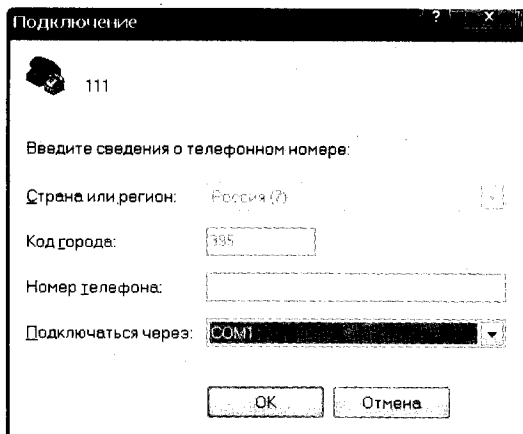 Подключение ? X
111
Введите сведения о телефонном номере:
Страна или регион: Россия (7)
Код города: 395
Номер телефона:
Подключаться через: COM1
OK Отмена